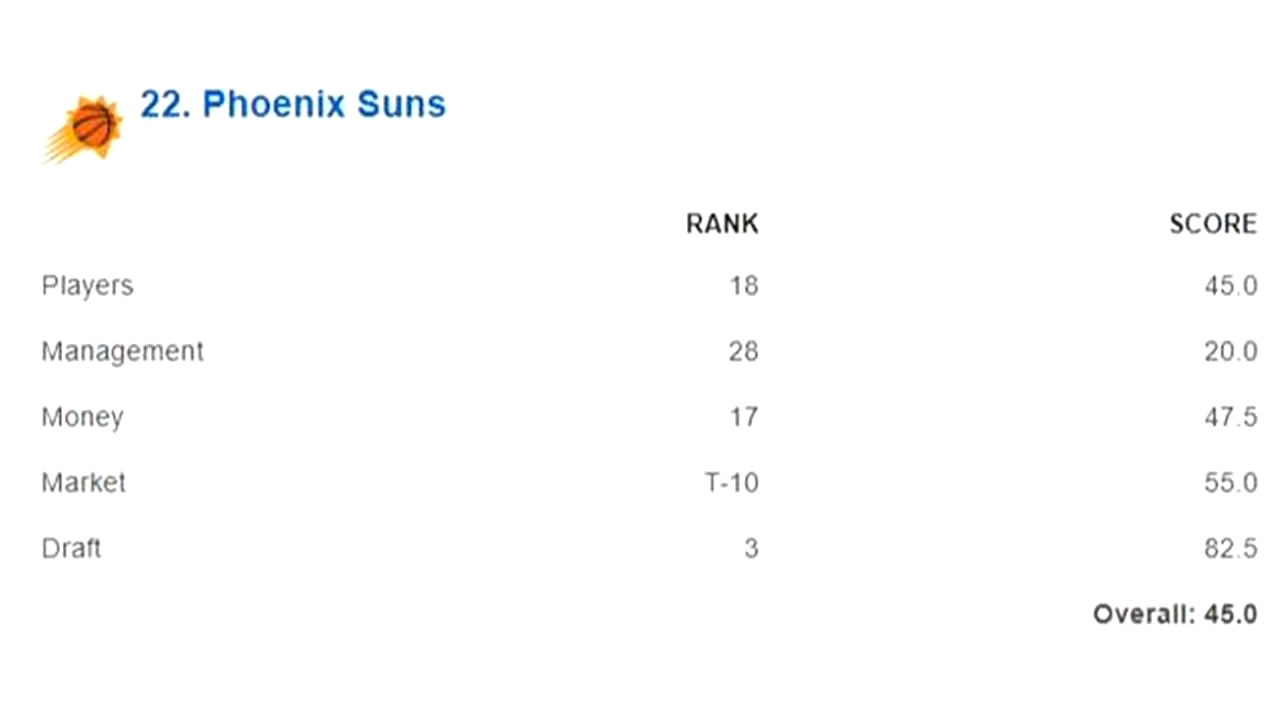 22. Phoenix Suns
RANK SCORE
Players 18 45.0
Management 28 20.0
Money 17 47.5
Market T-10 55.0
Draft 3 82.5
Overall: 45.0